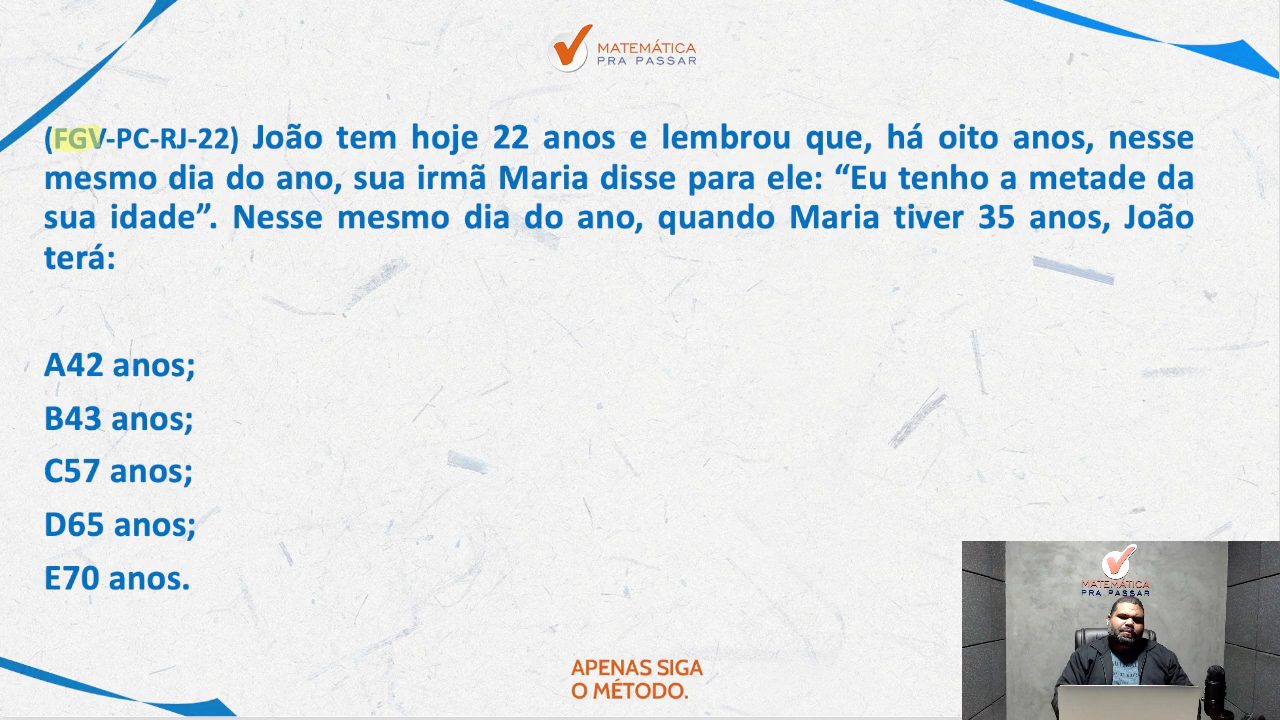 MATEMÁTICA
PRA PASSAR
(FGV-PC-RJ-22) João tem hoje 22 anos e lembrou que, há oito anos, nesse
mesmo dia do ano, sua irmã Maria disse para ele: “Eu tenho a metade da
sua idade”. Nesse mesmo dia do ano, quando Maria tiver 35 anos, João
terá:
A42 anos;
B43 anos;
C57 anos;
D65 anos;
E70 anos.
MATEMÁTICA
PRA PASSAR
APENAS SIGA
O MÉTODO.